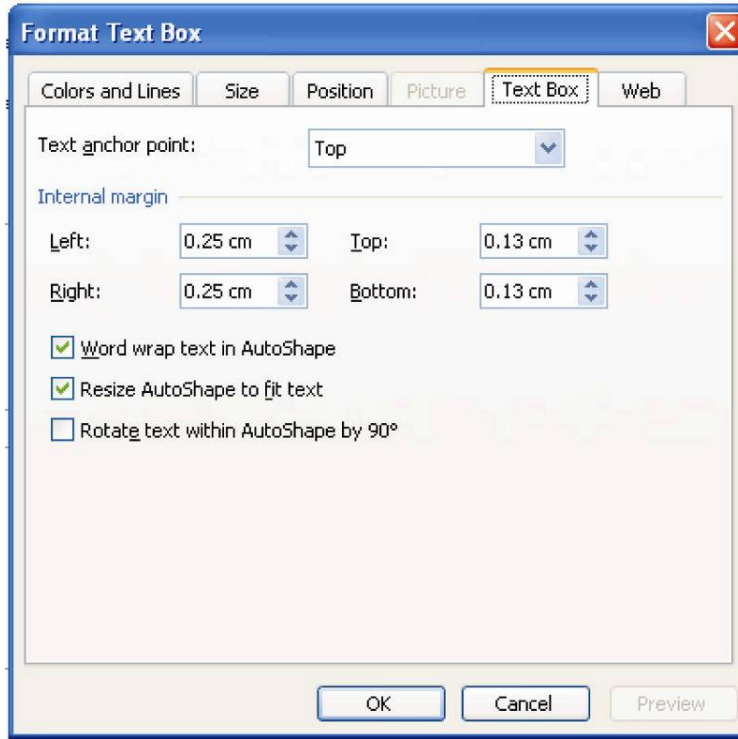 Format Text Box
Colors and Lines Size Position Picture Text Box Web
Text anchor point: Top
Internal margin
Left: 0.25 cm Top: 0.13 cm
Right: 0.25 cm Bottom: 0.13 cm
Word wrap text in AutoShape
Resize AutoShape to fit text
Rotate text within AutoShape by 90°
OK Cancel Preview